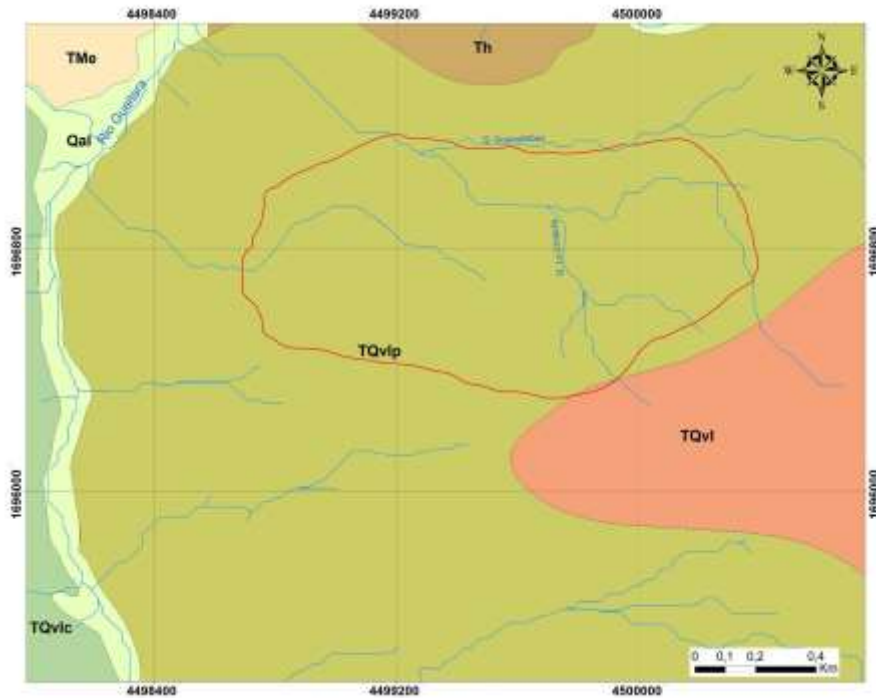 4498400 4499200 4500000
Th
TMe
N
W E
S
Qal
Río Guáitara
1696800 1696800
TQvlp
TQvl
1696000 1696000
TQvlc
0 0,1 0,2 0,4
Km
4498400 4499200 4500000